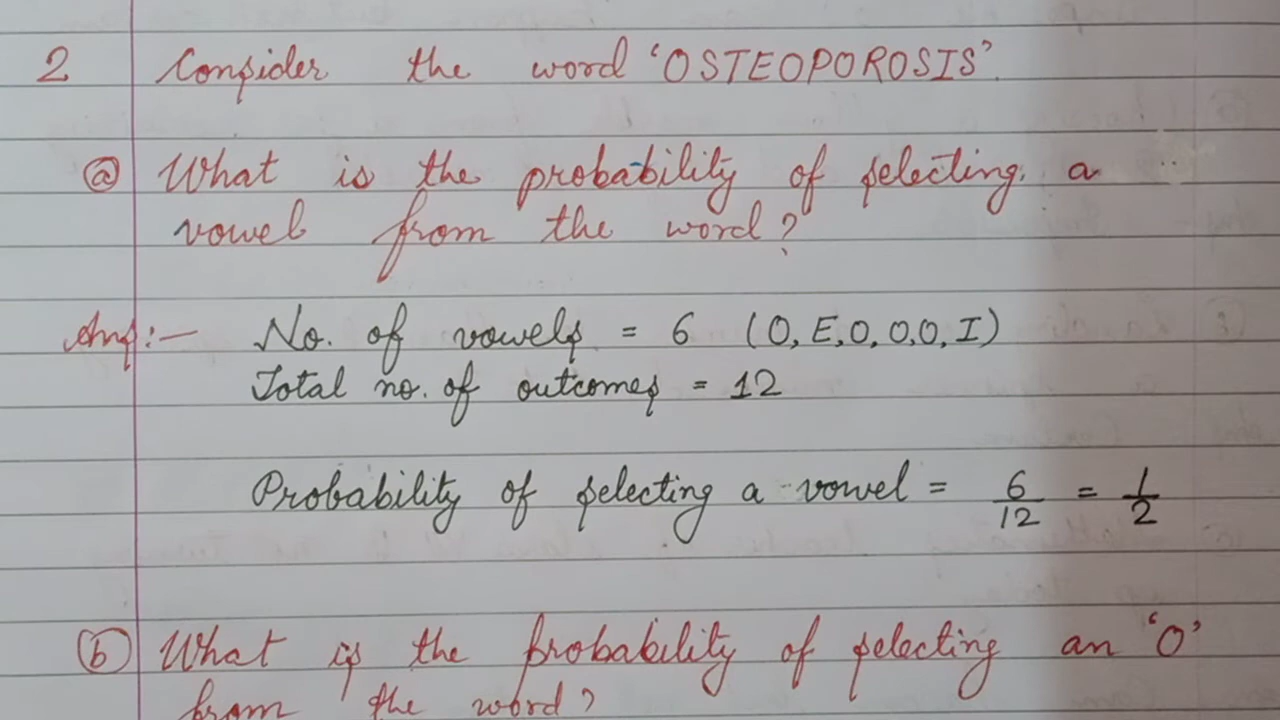 2 Consider the word 'OSTEOPOROSIS'.
ⓐ What is the probability of selecting a
vowel from the word?
Ans:- No. of vowels = 6 (O, E, O, O, O, I)
Total no. of outcomes = 12
Probability of selecting a vowel = 6/12 = 1/2
ⓑ What is the probability of selecting an 'O'
from the word?